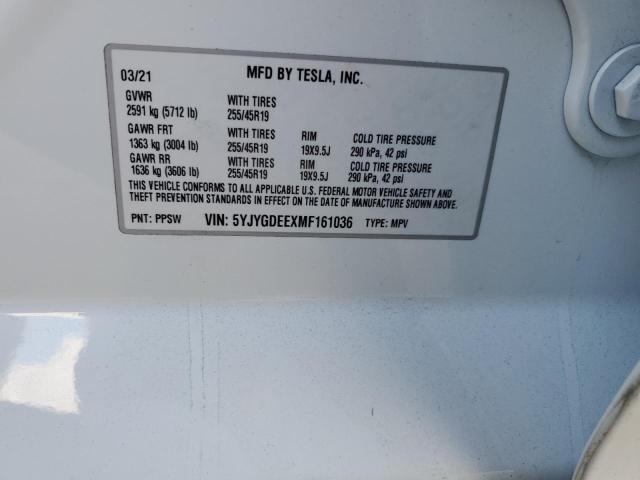 03/21 MFD BY TESLA, INC.
GVWR WITH TIRES
2591 kg (5712 lb) 255/45R19
GAWR FRT WITH TIRES RIM COLD TIRE PRESSURE
1363 kg (3004 lb) 255/45R19 19X9.5J 290 kPa, 42 psi
GAWR RR WITH TIRES RIM COLD TIRE PRESSURE
1636 kg (3606 lb) 255/45R19 19X9.5J 290 kPa, 42 psi
THIS VEHICLE CONFORMS TO ALL APPLICABLE U.S. FEDERAL MOTOR VEHICLE SAFETY AND
THEFT PREVENTION STANDARDS IN EFFECT ON THE DATE OF MANUFACTURE SHOWN ABOVE.
PNT: PPSW VIN: 5YJYGDEEXMF161036 TYPE: MPV